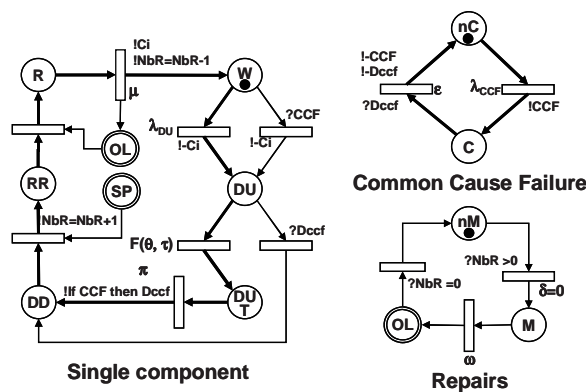 !Ci
!NbR=NbR-1
R
W
μ
?CCF
λDU
!-Ci
!-Ci
OL
RR
SP
DU
!NbR=NbR+1
F(θ, τ)
?Dccf
π
DD
!If CCF then Dccf
DU
T
Single component
nC
!-CCF
!-Dccf
?Dccf
ε
λCCF
!CCF
C
Common Cause Failure
nM
?NbR >0
?NbR =0
δ=0
OL
M
ω
Repairs